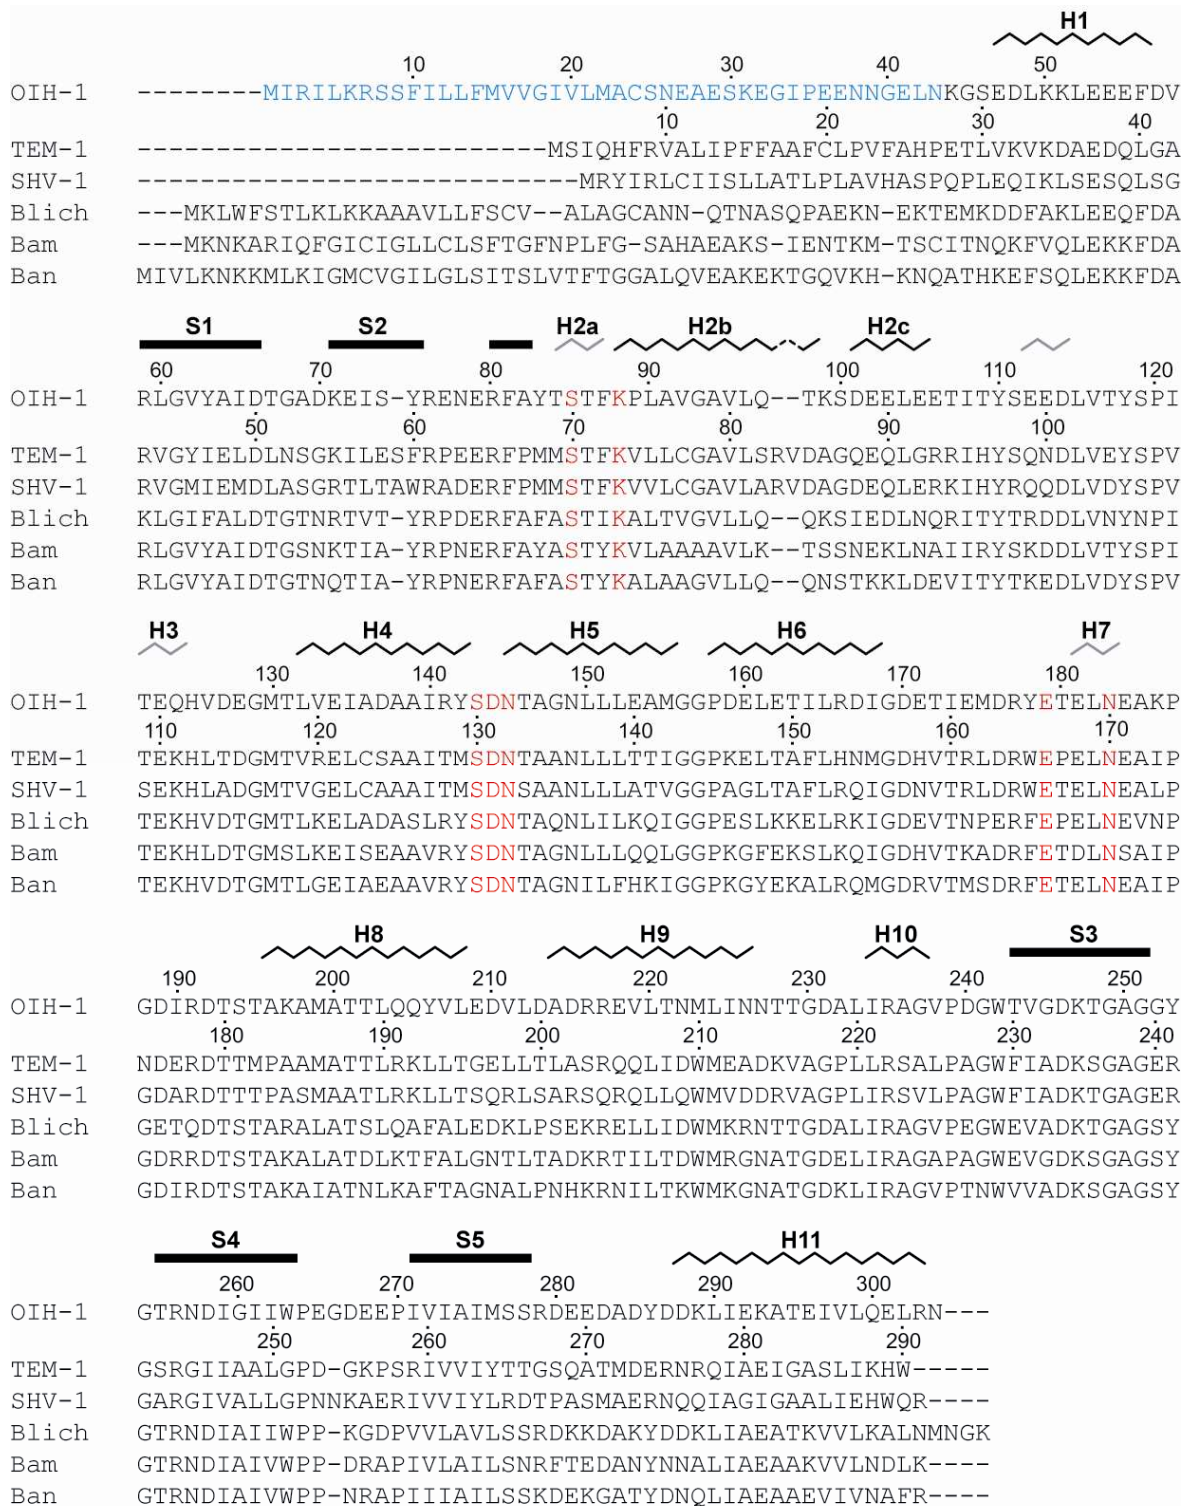 H1
10 20 30 40 50
OIH-1 --------MIRILKRSSFILLFMVVGIVLMACSNEAESKEGIPEENNGELNKGSEDLKKLEEEFDV
10 20 30 40
TEM-1 --------------------------MSIQHFRVALIPFFAAFCLPVFAHPETLVKVKDAEDQLGA
SHV-1 ----------------------------MRYIRLCIISLLATLPLAVHASPQPLEQIKLSESQLSG
Blich ---MKLWFSTLKLKKAAAVLLFSCV--ALAGCANN-QTNASQPAEKN-EKTEMKDDFAKLEEQFDA
Bam ---MKNKARIQFGICIGLLCLSFTGFNPLFG-SAHAEAKS-IENTKM-TSCITNQKFVQLEKKFDA
Ban MIVLKNKKMLKIGMCVGILGLSITSLVTFTGGALQVEAKEKTGQVKH-KNQATHKEFSQLEKKFDA
S1 S2 H2a H2b H2c
60 70 80 90 100 110 120
OIH-1 RLGVYAIDTGADKEIS-YRENERFAYTSTFKPLAVGAVLQ--TKSDEELEETITYSEEDLVTYSPI
50 60 70 80 90 100
TEM-1 RVGYIELDLNSGKILESFRPEERFPMMSTFKVLLCGAVLSRVDAGQEQLGRRIHYSQNDLVEYSPV
SHV-1 RVGMIEMDLASGRTLTAWRADERFPMMSTFKVVLCGAVLARVDAGDEQLERKIHYRQQDLVDYSPV
Blich KLGIFALDTGTNRTVT-YRPDERFAFASTIKALTVGVLLQ--QKSIEDLNQRITYTRDDLVNYNPI
Bam RLGVYAIDTGSNKTIA-YRPNERFAYASTYKVLAAAAVLK--TSSNEKLNAIIRYSKDDLVTYSPI
Ban RLGVYAIDTGTNQTIA-YRPNERFAFASTYKALAAGVLLQ--QNSTKKLDEVITYTKEDLVDYSPV
H3 H4 H5 H6 H7
130 140 150 160 170 180
OIH-1 TEQHVDEGMTLVEIADAAIRYSDNTAGNLLLEAMGGPDELETILRDIGDETIEMDRYETELNEAKP
110 120 130 140 150 160 170
TEM-1 TEKHLTDGMTVRELCSAAITMSDNTAANLLLTTIGGPKELTAFLHNMGDHVTRLDRWEPELNEAIP
SHV-1 SEKHLADGMTVGELCAAAITMSDNSAANLLLATVGGPAGLTAFLRQIGDNVTRLDRWETELNEALP
Blich TEKHVDTGMTLKELADASLRYSDNTAQNLILKQIGGPESLKKELRKIGDEVTNPERFEPELNEVNP
Bam TEKHLDTGMSLKEISEAAVRYSDNTAGNLLLQQLGGPKGFEKSLKQIGDHVTKADRFETDLNSAIP
Ban TEKHVDTGMTLGEIAEAAVRYSDNTAGNILFHKIGGPKGYEKALRQMGDRVTMSDRFETELNEAIP
H8 H9 H10 S3
190 200 210 220 230 240 250
OIH-1 GDIRDTSTAKAMATTLQQYVLEDVLDADRREVLTNMLINNTTGDALIRAGVPDGWTVGDKTGAGGY
180 190 200 210 220 230 240
TEM-1 NDERDTTMPAAMATTLRKLLTGELLTLASRQQLIDWMEADKVAGPLLRSALPAGWFIADKSGAGER
SHV-1 GDARDTTTPASMAATLRKLLTSQRLSARSQRQLLQWMVDDRVAGPLIRSVLPAGWFIADKTGAGER
Blich GETQDTSTARALATSLQAFALEDKLPSEKRELLIDWMKRNTTGDALIRAGVPEGWEVADKTGAGSY
Bam GDRRDTSTAKALATDLKTFALGNTLTADKRTILTDWMRGNATGDELIRAGAPAGWEVGDKSGAGSY
Ban GDIRDTSTAKAIATNLKAFTAGNALPNHKRNILTKWMKGNATGDKLIRAGVPTNWVVADKSGAGSY
S4 S5 H11
260 270 280 290 300
OIH-1 GTRNDIGIIWPEGDEEPIVIAIMSSRDEEDADYDDKLIEKATEIVLQELRN---
250 260 270 280 290
TEM-1 GSRGIIAALGPD-GKPSRIVVIYTTGSQATMDERNRQIAEIGASLIKHW-----
SHV-1 GARGIVALLGPNNKAERIVVIYLRDTPASMAERNQQIAGIGAALIEHWQR----
Blich GTRNDIAIIWPP-KGDPVVLAVLSSRDKKDAKYDDKLIAEATKVVLKALNMNGK
Bam GTRNDIAIVWPP-DRAPIVLAILSNRFTEDANYNNALIAEAAKVVLNDLK----
Ban GTRNDIAIVWPP-NRAPIIIAILSSKDEKGATYDNQLIAEAAEVIVNAFR----